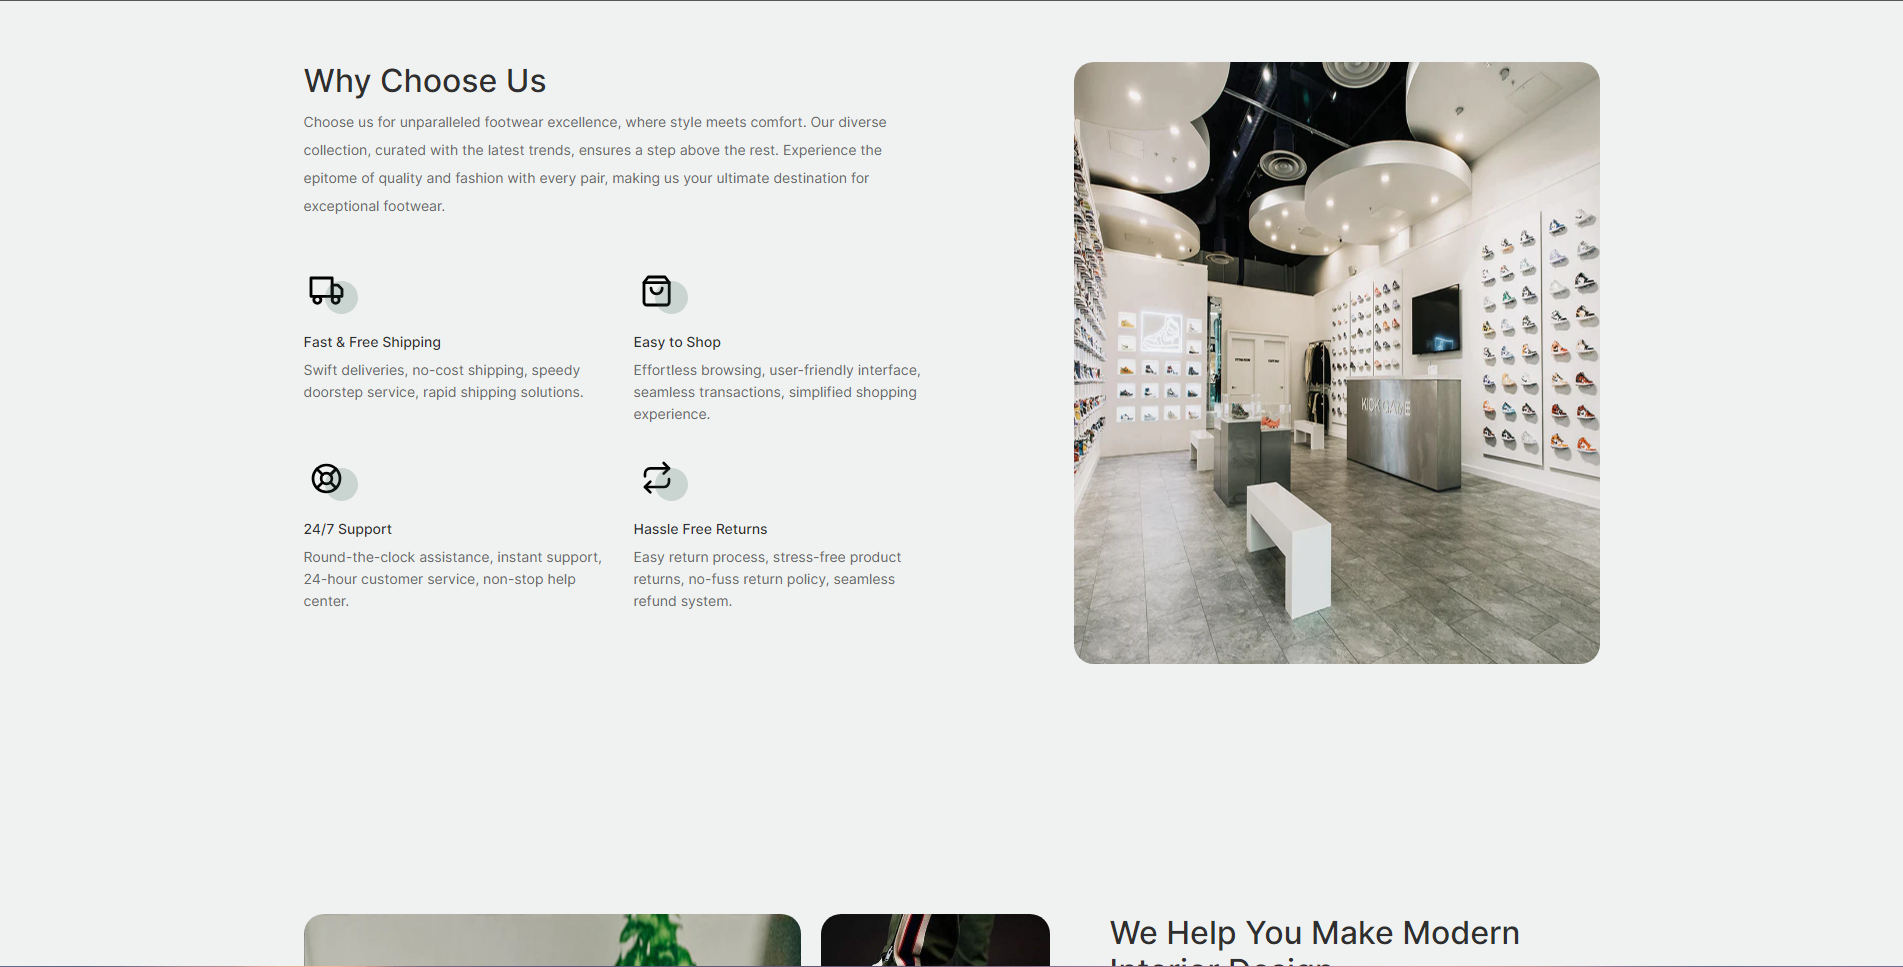 Why Choose Us
Choose us for unparalleled footwear excellence, where style meets comfort. Our diverse
collection, curated with the latest trends, ensures a step above the rest. Experience the
epitome of quality and fashion with every pair, making us your ultimate destination for
exceptional footwear.
Fast & Free Shipping
Swift deliveries, no-cost shipping, speedy
doorstep service, rapid shipping solutions.
Easy to Shop
Effortless browsing, user-friendly interface,
seamless transactions, simplified shopping
experience.
24/7 Support
Round-the-clock assistance, instant support,
24-hour customer service, non-stop help
center.
Hassle Free Returns
Easy return process, stress-free product
returns, no-fuss return policy, seamless
refund system.
KICK GAME
We Help You Make Modern
Interior Design